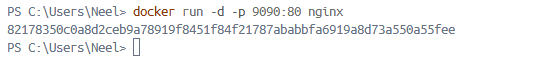 PS C:\Users\Neel> docker run -d -p 9090:80 nginx
82178350c0a8d2ceb9a78919f8451f84f21787ababbfa6919a8d73a550a55fee
PS C:\Users\Neel>